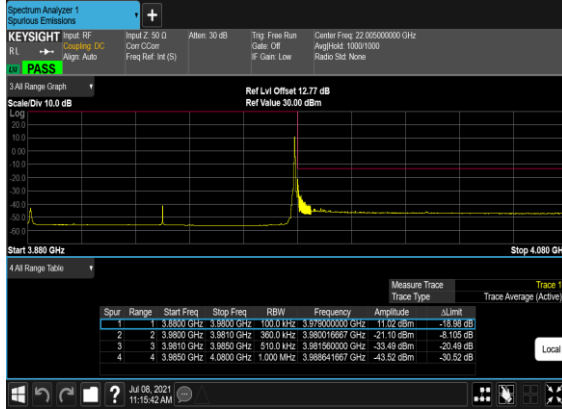 Spectrum Analyzer 1
Spurious Emissions
+
KEYSIGHT Input: RF Input Z: 50 Ω Atten: 30 dB Trig: Free Run Center Freq: 22.005000000 GHz
RL Coupling: DC Corr CCorr Gate: Off Avg|Hold: 1000/1000
Align: Auto Freq Ref: Int (S) IF Gain: Low Radio Std: None
PASS
3 All Range Graph
Ref Lvl Offset 12.77 dB
Scale/Div 10.0 dB Ref Value 30.00 dBm
Log
20.0
10.0
0.00
-10.0
-20.0
-30.0
-40.0
-50.0
-60.0
Start 3.880 GHz Stop 4.080 GH
4 All Range Table
Measure Trace Trace 1
Trace Type Trace Average (Active)
Spur Range Start Freq Stop Freq RBW Frequency Amplitude ΔLimit
1 1 3.8800 GHz 3.9800 GHz 100.0 kHz 3.979000000 GHz 11.02 dBm -18.98 dB
2 2 3.9800 GHz 3.9810 GHz 360.0 kHz 3.980016667 GHz -21.10 dBm -8.105 dB
3 3 3.9810 GHz 3.9850 GHz 510.0 kHz 3.981560000 GHz -33.49 dBm -20.49 dB
4 4 3.9850 GHz 4.0800 GHz 1.000 MHz 3.988641667 GHz -43.52 dBm -30.52 dB
Local
? Jul 08, 2021
11:15:42 AM